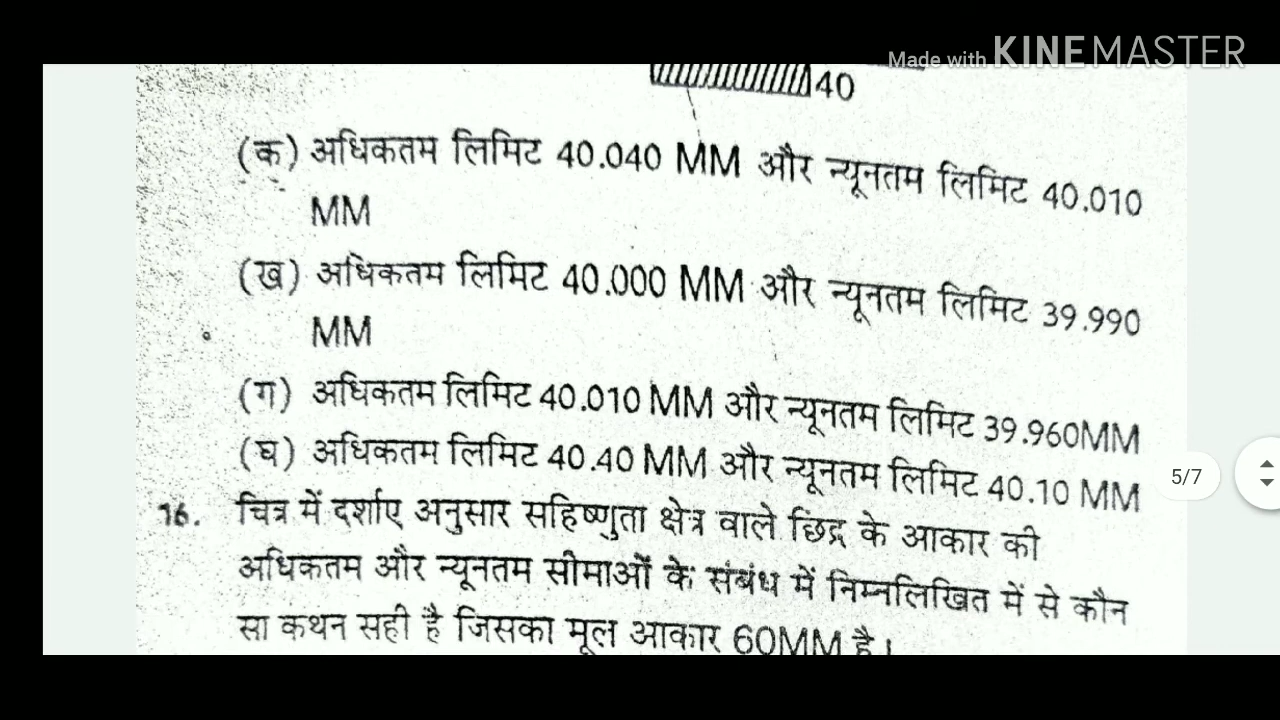 Made with KINEMASTER
40
(क) अधिकतम लिमिट 40.040 MM और न्यूनतम लिमिट 40.010
MM
(ख) अधिकतम लिमिट 40.000 MM और न्यूनतम लिमिट 39.990
MM
(ग) अधिकतम लिमिट 40.010 MM और न्यूनतम लिमिट 39.960MM
(घ) अधिकतम लिमिट 40.40 MM और न्यूनतम लिमिट 40.10 MM
5/7
16. चित्र में दर्शाए अनुसार सहिष्णुता क्षेत्र वाले छिद्र के आकार की
अधिकतम और न्यूनतम सीमाओं के संबंध में निम्नलिखित में से कौन
सा कथन सही है जिसका मूल आकार 60MM है।